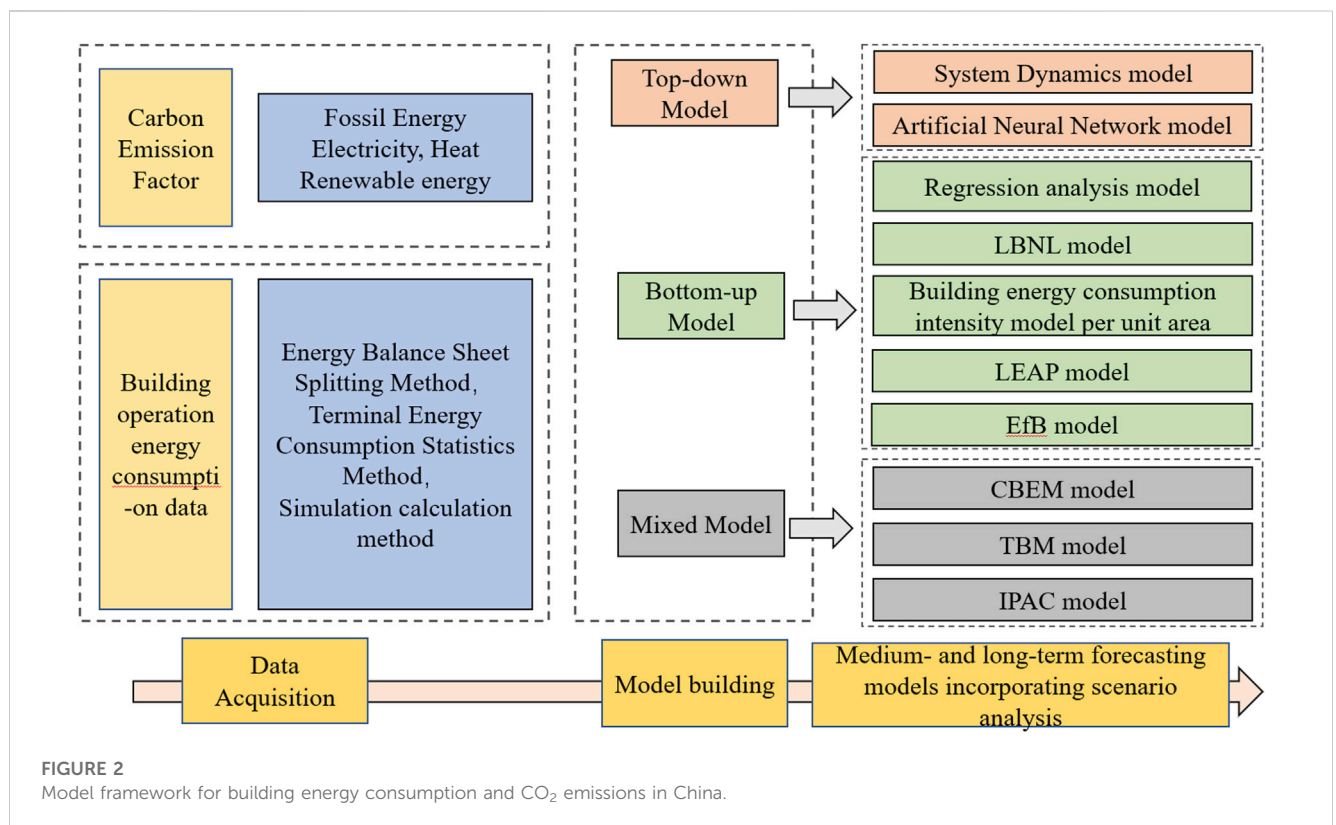 Carbon
Emission
Factor
Fossil Energy
Electricity, Heat
Renewable energy
Building
operation
energy
consumpti
-on data
Energy Balance Sheet
Splitting Method,
Terminal Energy
Consumption Statistics
Method,
Simulation calculation
method
Top-down
Model
Bottom-up
Model
Mixed Model
System Dynamics model
Artificial Neural Network model
Regression analysis model
LBNL model
Building energy consumption
intensity model per unit area
LEAP model
EfB model
CBEM model
TBM model
IPAC model
Data
Acquisition
Model building
Medium- and long-term forecasting
models incorporating scenario
analysis
FIGURE 2
Model framework for building energy consumption and CO₂ emissions in China.